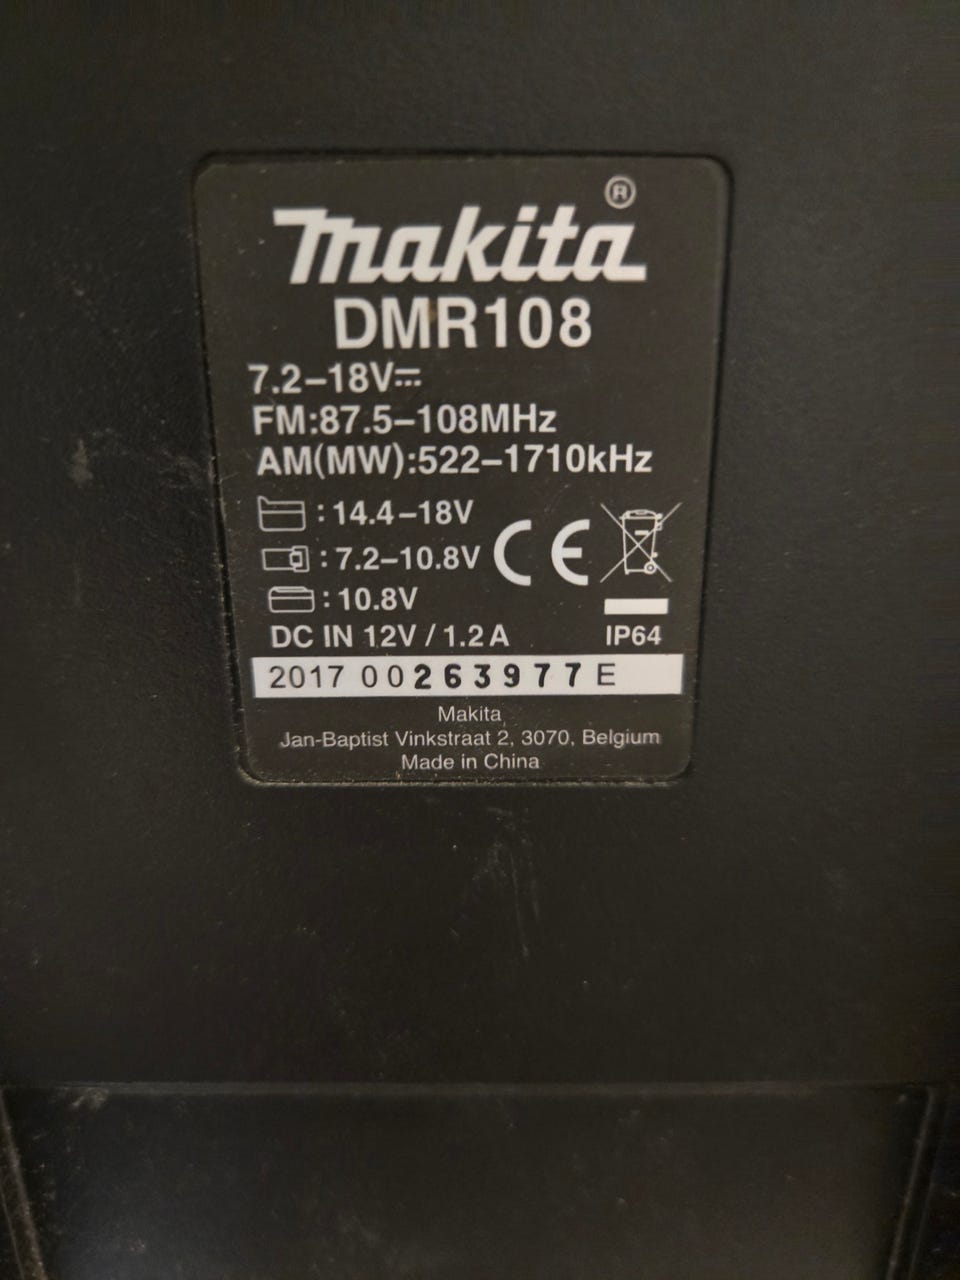 makita®
DMR108
7.2–18V⎓
FM:87.5–108MHz
AM(MW):522–1710kHz
: 14.4–18V
: 7.2–10.8V CE
: 10.8V
DC IN 12V / 1.2 A IP64
2017 00263977 E
Makita
Jan-Baptist Vinkstraat 2, 3070, Belgium
Made in China